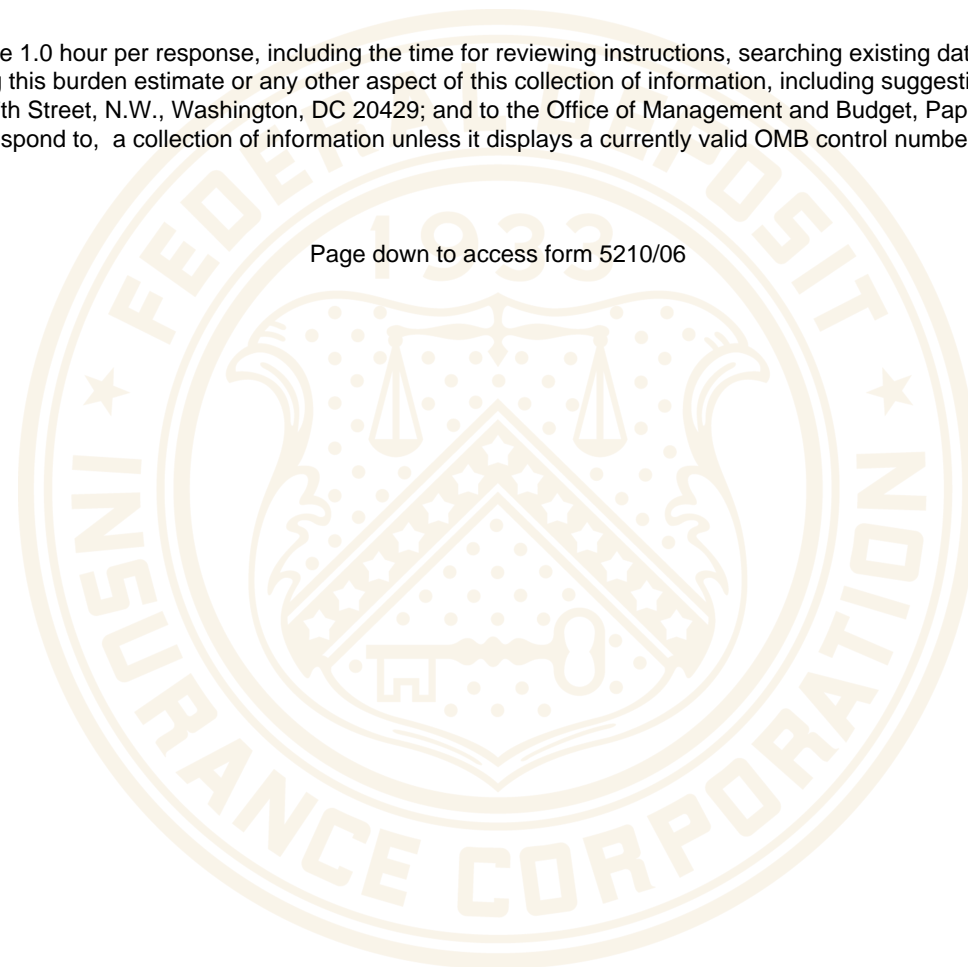 e 1.0 hour per response, including the time for reviewing instructions, searching existing dat
this burden estimate or any other aspect of this collection of information, including suggesti
th Street, N.W., Washington, DC 20429; and to the Office of Management and Budget, Pap
spond to, a collection of information unless it displays a currently valid OMB control numbe
FEDERAL DEPOSIT
1933
Page down to access form 5210/06
INSURANCE CORPORATION